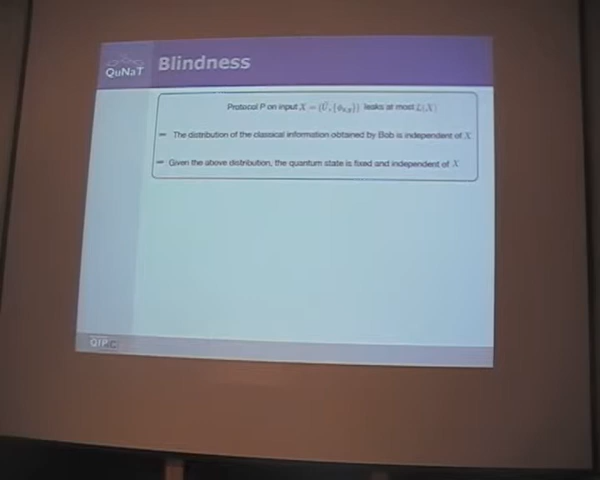 QuNaT
Blindness
Protocol P on input X = (Ũ, {ϕx,y}) leaks at most L(X)
The distribution of the classical information obtained by Bob is independent of X
Given the above distribution, the quantum state is fixed and independent of X
QIP